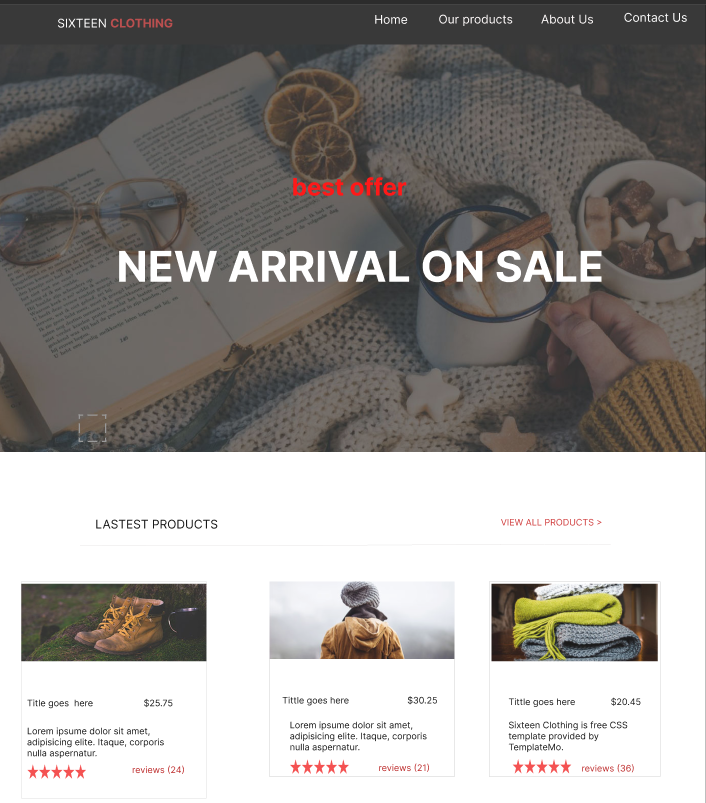 SIXTEEN CLOTHING
Home
Our products
About Us
Contact Us
best offer
NEW ARRIVAL ON SALE
LASTEST PRODUCTS
VIEW ALL PRODUCTS >
Tittle goes  here
$25.75
Lorem ipsume dolor sit amet,
adipisicing elite. Itaque, corporis
nulla aspernatur.
reviews (24)
Tittle goes here
$30.25
Lorem ipsume dolor sit amet,
adipisicing elite. Itaque, corporis
nulla aspernatur.
reviews (21)
Tittle goes here
$20.45
Sixteen Clothing is free CSS
template provided by
TemplateMo.
reviews (36)